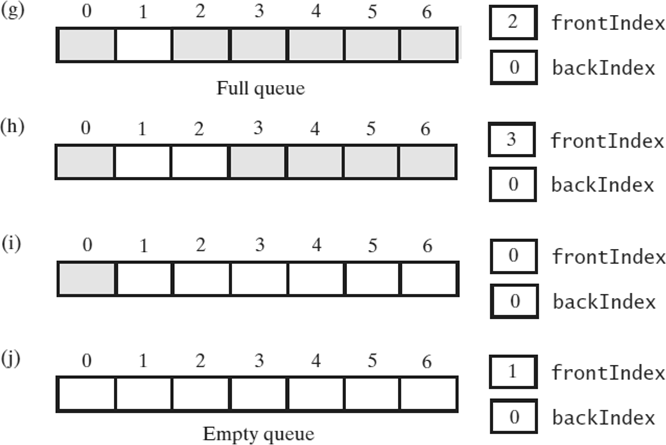 (g) 0 1 2 3 4 5 6 2 frontIndex
0 backIndex
Full queue
(h) 0 1 2 3 4 5 6
3 frontIndex
0 backIndex
(i) 0 1 2 3 4 5 6
0 frontIndex
0 backIndex
(j) 0 1 2 3 4 5 6
1 frontIndex
0 backIndex
Empty queue